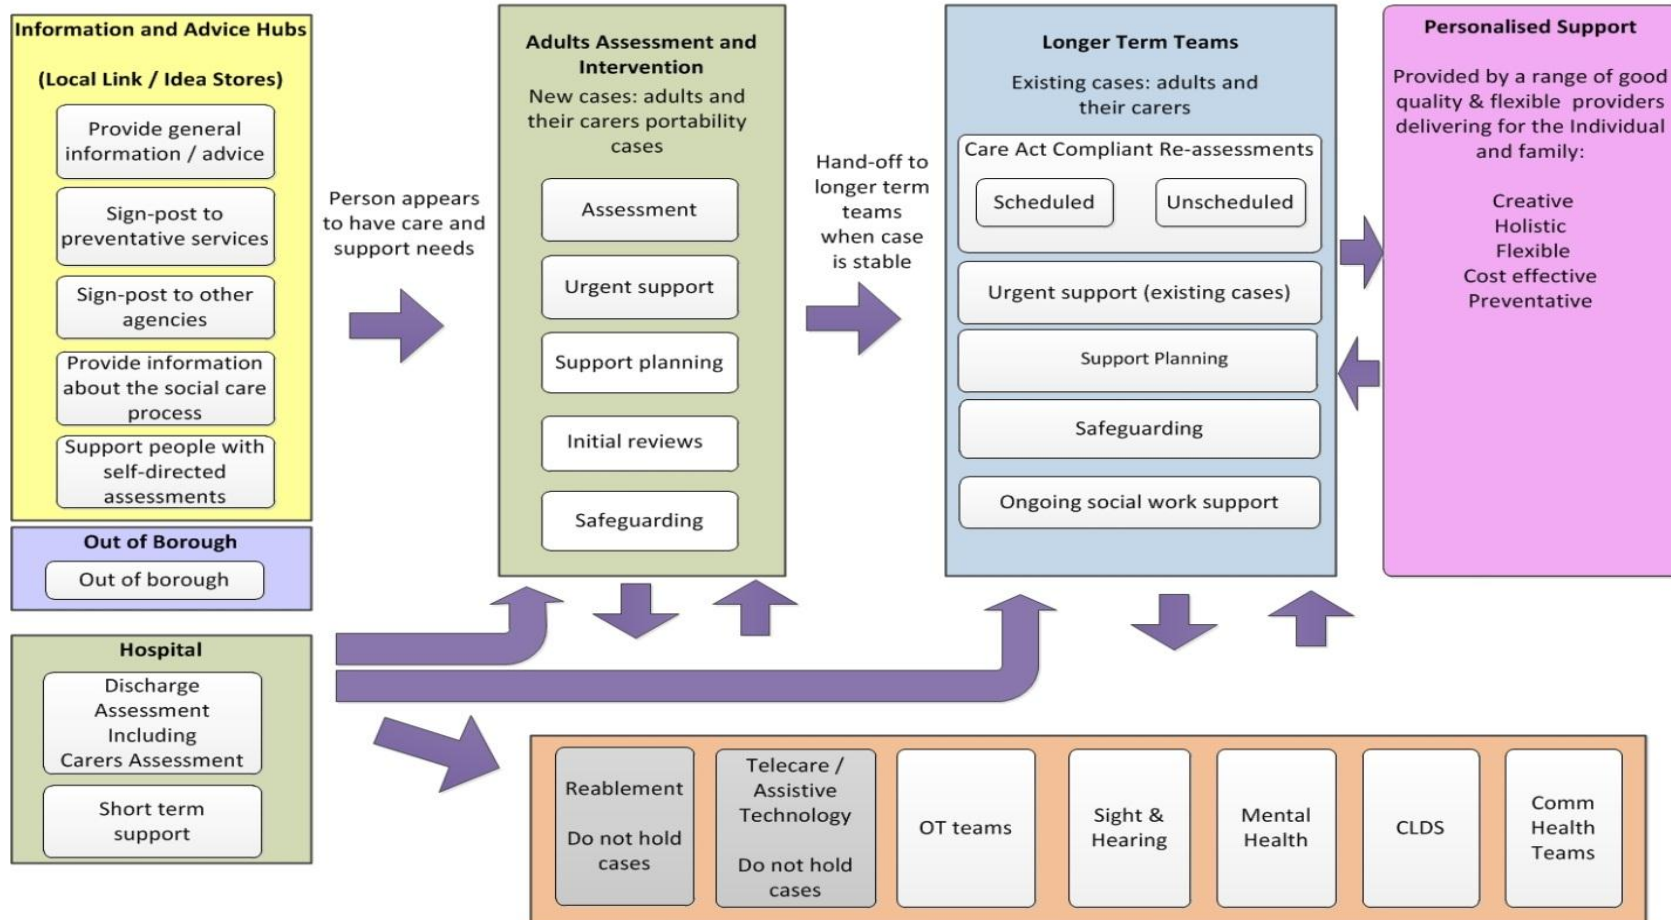 Information and Advice Hubs
(Local Link / Idea Stores)
Provide general
information / advice
Sign-post to
preventative services
Sign-post to other
agencies
Provide information
about the social care
process
Support people with
self-directed
assessments
Out of Borough
Out of borough
Hospital
Discharge
Assessment
Including
Carers Assessment
Short term
support
Person appears
to have care and
support needs
Adults Assessment and
Intervention
New cases: adults and
their carers portability
cases
Assessment
Urgent support
Support planning
Initial reviews
Safeguarding
Hand-off to
longer term
teams
when case
is stable
Longer Term Teams
Existing cases: adults and
their carers
Care Act Compliant Re-assessments
Scheduled
Unscheduled
Urgent support (existing cases)
Support Planning
Safeguarding
Ongoing social work support
Personalised Support
Provided by a range of good
quality & flexible providers
delivering for the Individual
and family:
Creative
Holistic
Flexible
Cost effective
Preventative
Reablement
Do not hold
cases
Telecare /
Assistive
Technology
Do not hold
cases
OT teams
Sight &
Hearing
Mental
Health
CLDS
Comm
Health
Teams